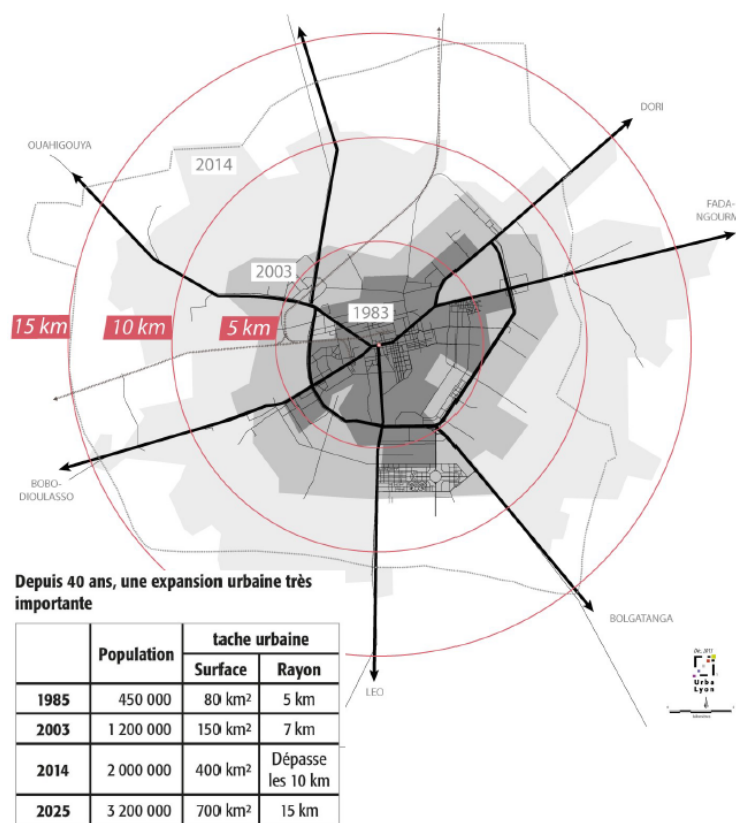 DORI
OUAHIGOUYA
2014
FADA-
NGOURM
2003
1983
15 km
10 km
5 km
BOBO-
DIOULASSO
BOLGATANGA
LEO
Depuis 40 ans, une expansion urbaine très
importante
Population
tache urbaine
Surface
Rayon
1985 450 000 80 km² 5 km
2003 1 200 000 150 km² 7 km
2014 2 000 000 400 km² Dépasse
les 10 km
2025 3 200 000 700 km² 15 km
Urba
Lyon